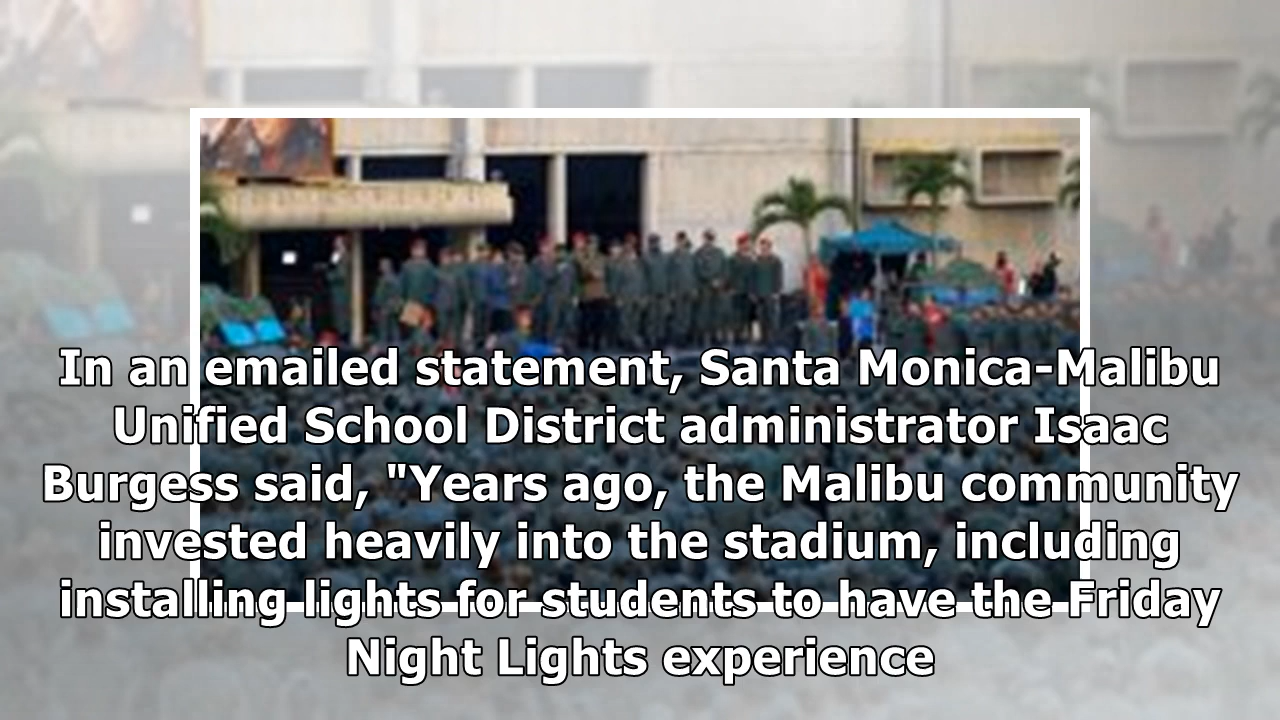 In an emailed statement, Santa Monica-Malibu
Unified School District administrator Isaac
Burgess said, "Years ago, the Malibu community
invested heavily into the stadium, including
installing lights for students to have the Friday
Night Lights experience